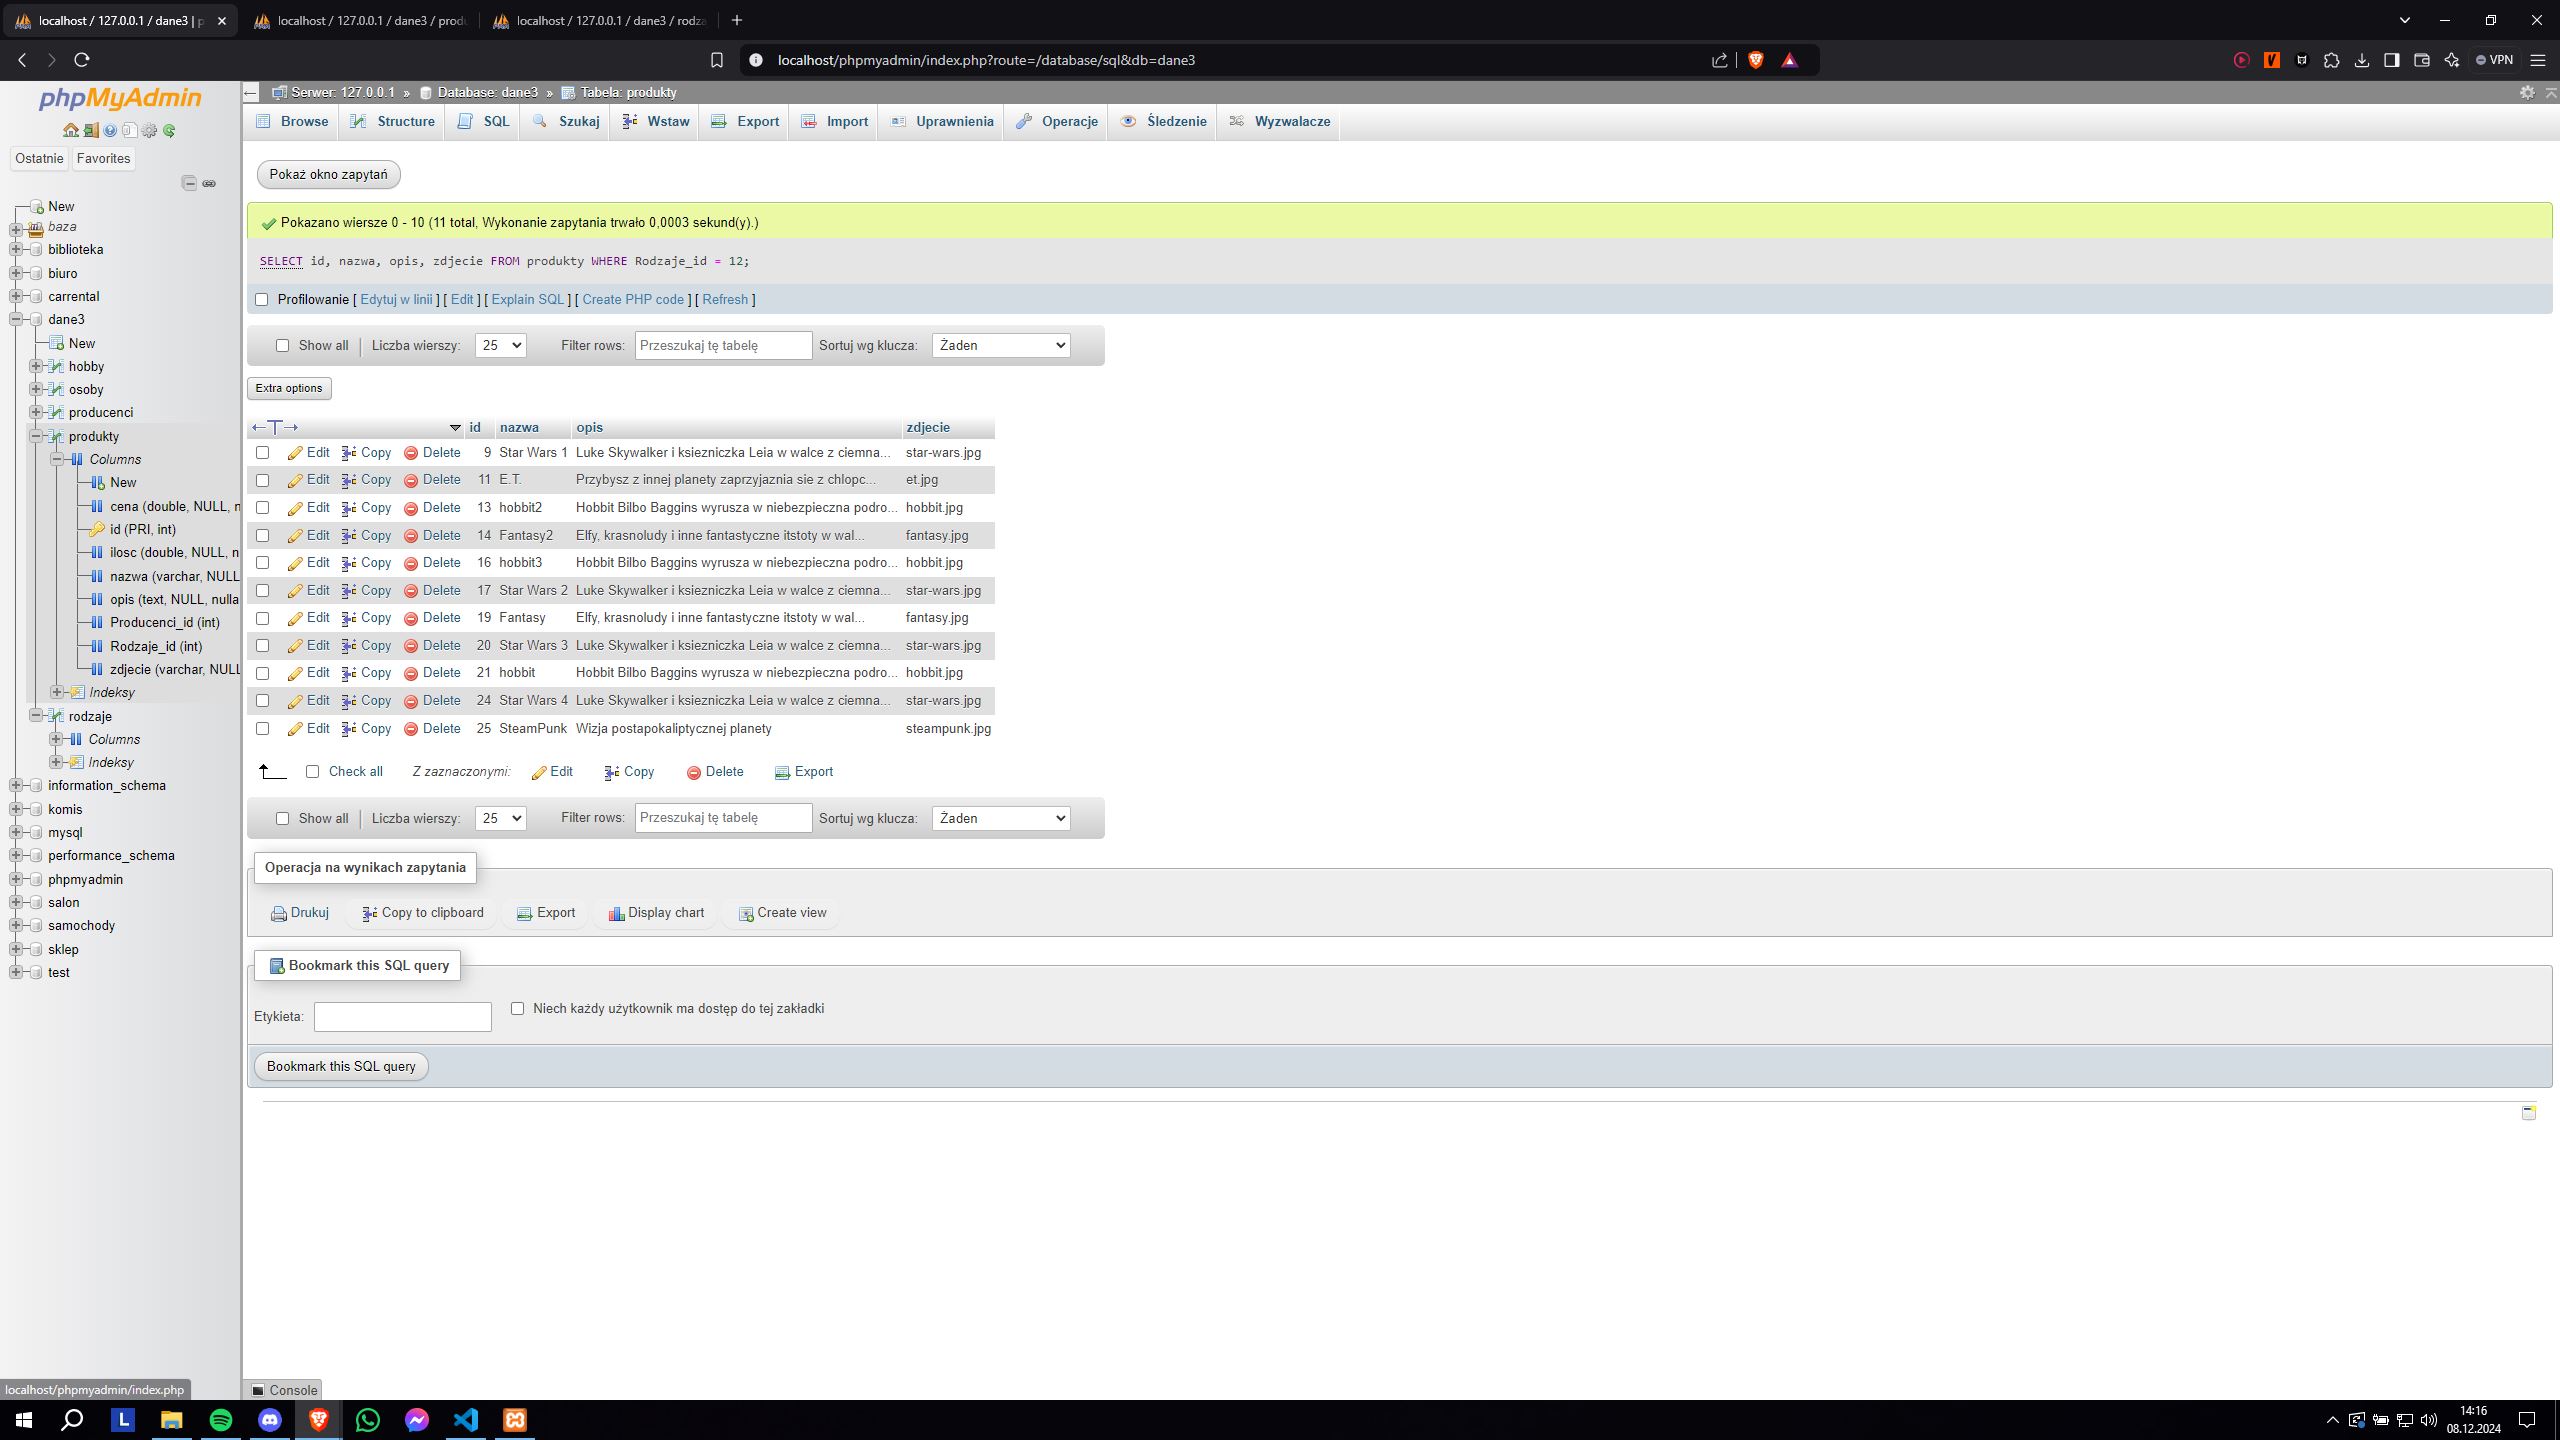 localhost / 127.0.0.1 / dane3 | p
localhost / 127.0.0.1 / dane3 / produ
localhost / 127.0.0.1 / dane3 / rodza
localhost/phpmyadmin/index.php?route=/database/sql&db=dane3
VPN
phpMyAdmin
Ostatnie Favorites
New
baza
biblioteka
biuro
carrental
dane3
New
hobby
osoby
producenci
produkty
Columns
New
cena (double, NULL, n
id (PRI, int)
ilosc (double, NULL, n
nazwa (varchar, NULL
opis (text, NULL, nulla
Producenci_id (int)
Rodzaje_id (int)
zdjecie (varchar, NULL
Indeksy
rodzaje
Columns
Indeksy
information_schema
komis
mysql
performance_schema
phpmyadmin
salon
samochody
sklep
test
localhost/phpmyadmin/index.php
Serwer: 127.0.0.1 » Database: dane3 » Tabela: produkty
Browse Structure SQL Szukaj Wstaw Export Import Uprawnienia Operacje Śledzenie Wyzwalacze
Pokaż okno zapytań
Pokazano wiersze 0 - 10 (11 total, Wykonanie zapytania trwało 0,0003 sekund(y).)
SELECT id, nazwa, opis, zdjecie FROM produkty WHERE Rodzaje_id = 12;
Profilowanie [ Edytuj w linii ] [ Edit ] [ Explain SQL ] [ Create PHP code ] [ Refresh ]
Show all | Liczba wierszy: 25 Filter rows: Przeszukaj tę tabelę Sortuj wg klucza: Żaden
Extra options
←T→ id nazwa opis zdjecie
Edit Copy Delete 9 Star Wars 1 Luke Skywalker i ksiezniczka Leia w walce z ciemna... star-wars.jpg
Edit Copy Delete 11 E.T. Przybysz z innej planety zaprzyjaznia sie z chlopc... et.jpg
Edit Copy Delete 13 hobbit2 Hobbit Bilbo Baggins wyrusza w niebezpieczna podro... hobbit.jpg
Edit Copy Delete 14 Fantasy2 Elfy, krasnoludy i inne fantastyczne itstoty w wal... fantasy.jpg
Edit Copy Delete 16 hobbit3 Hobbit Bilbo Baggins wyrusza w niebezpieczna podro... hobbit.jpg
Edit Copy Delete 17 Star Wars 2 Luke Skywalker i ksiezniczka Leia w walce z ciemna... star-wars.jpg
Edit Copy Delete 19 Fantasy Elfy, krasnoludy i inne fantastyczne itstoty w wal... fantasy.jpg
Edit Copy Delete 20 Star Wars 3 Luke Skywalker i ksiezniczka Leia w walce z ciemna... star-wars.jpg
Edit Copy Delete 21 hobbit Hobbit Bilbo Baggins wyrusza w niebezpieczna podro... hobbit.jpg
Edit Copy Delete 24 Star Wars 4 Luke Skywalker i ksiezniczka Leia w walce z ciemna... star-wars.jpg
Edit Copy Delete 25 SteamPunk Wizja postapokaliptycznej planety steampunk.jpg
Check all Z zaznaczonymi: Edit Copy Delete Export
Show all | Liczba wierszy: 25 Filter rows: Przeszukaj tę tabelę Sortuj wg klucza: Żaden
Operacja na wynikach zapytania
Drukuj Copy to clipboard Export Display chart Create view
Bookmark this SQL query
Etykieta: Niech każdy użytkownik ma dostęp do tej zakładki
Bookmark this SQL query
Console
L
14:16
08.12.2024